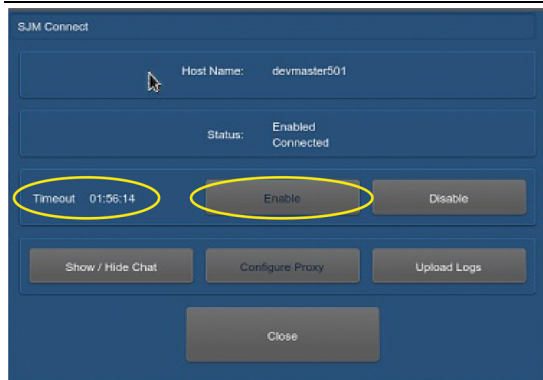 SJM Connect
Host Name: devmaster501
Status: Enabled
Connected
Timeout 01:56:14 Enable Disable
Show / Hide Chat Configure Proxy Upload Logs
Close